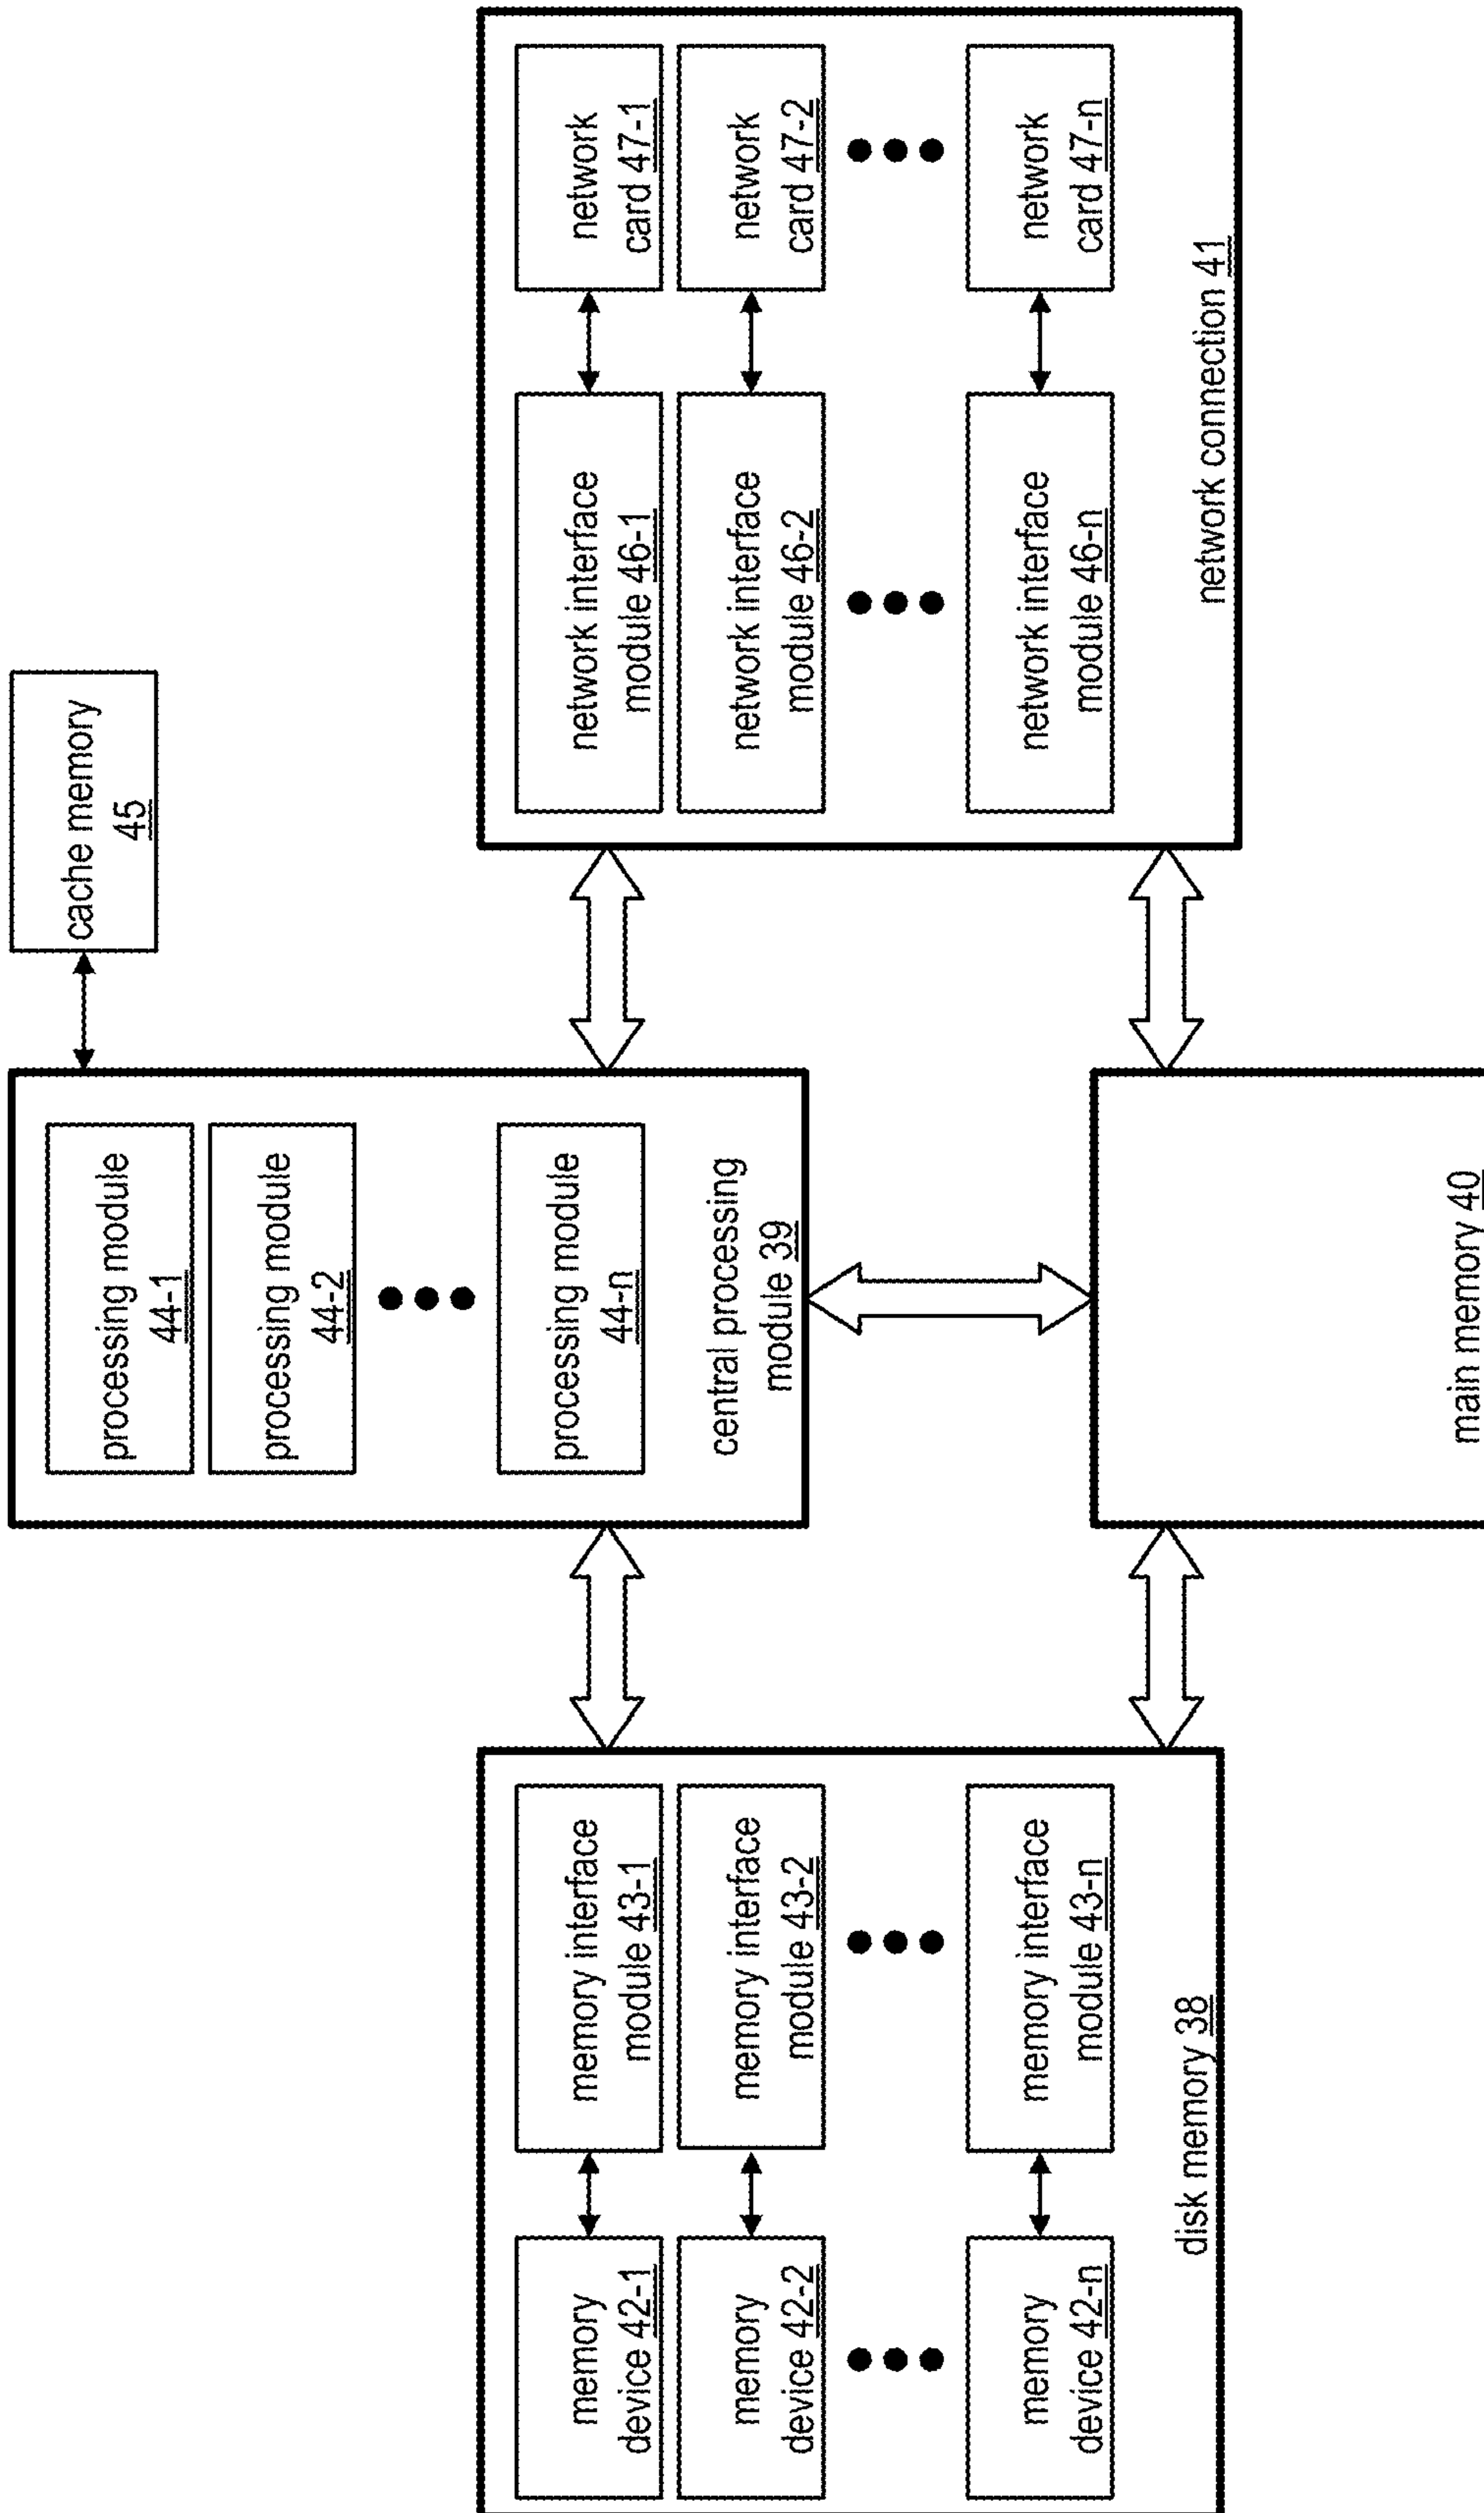 cache memory
45
processing module
44-1
processing module
44-2
processing module
44-n
central processing
module 39
memory
device 42-1
memory interface
module 43-1
memory
device 42-2
memory interface
module 43-2
memory
device 42-n
memory interface
module 43-n
disk memory 38
network interface
module 46-1
network
card 47-1
network interface
module 46-2
network
card 47-2
network interface
module 46-n
network
card 47-n
network connection 41
main memory 40